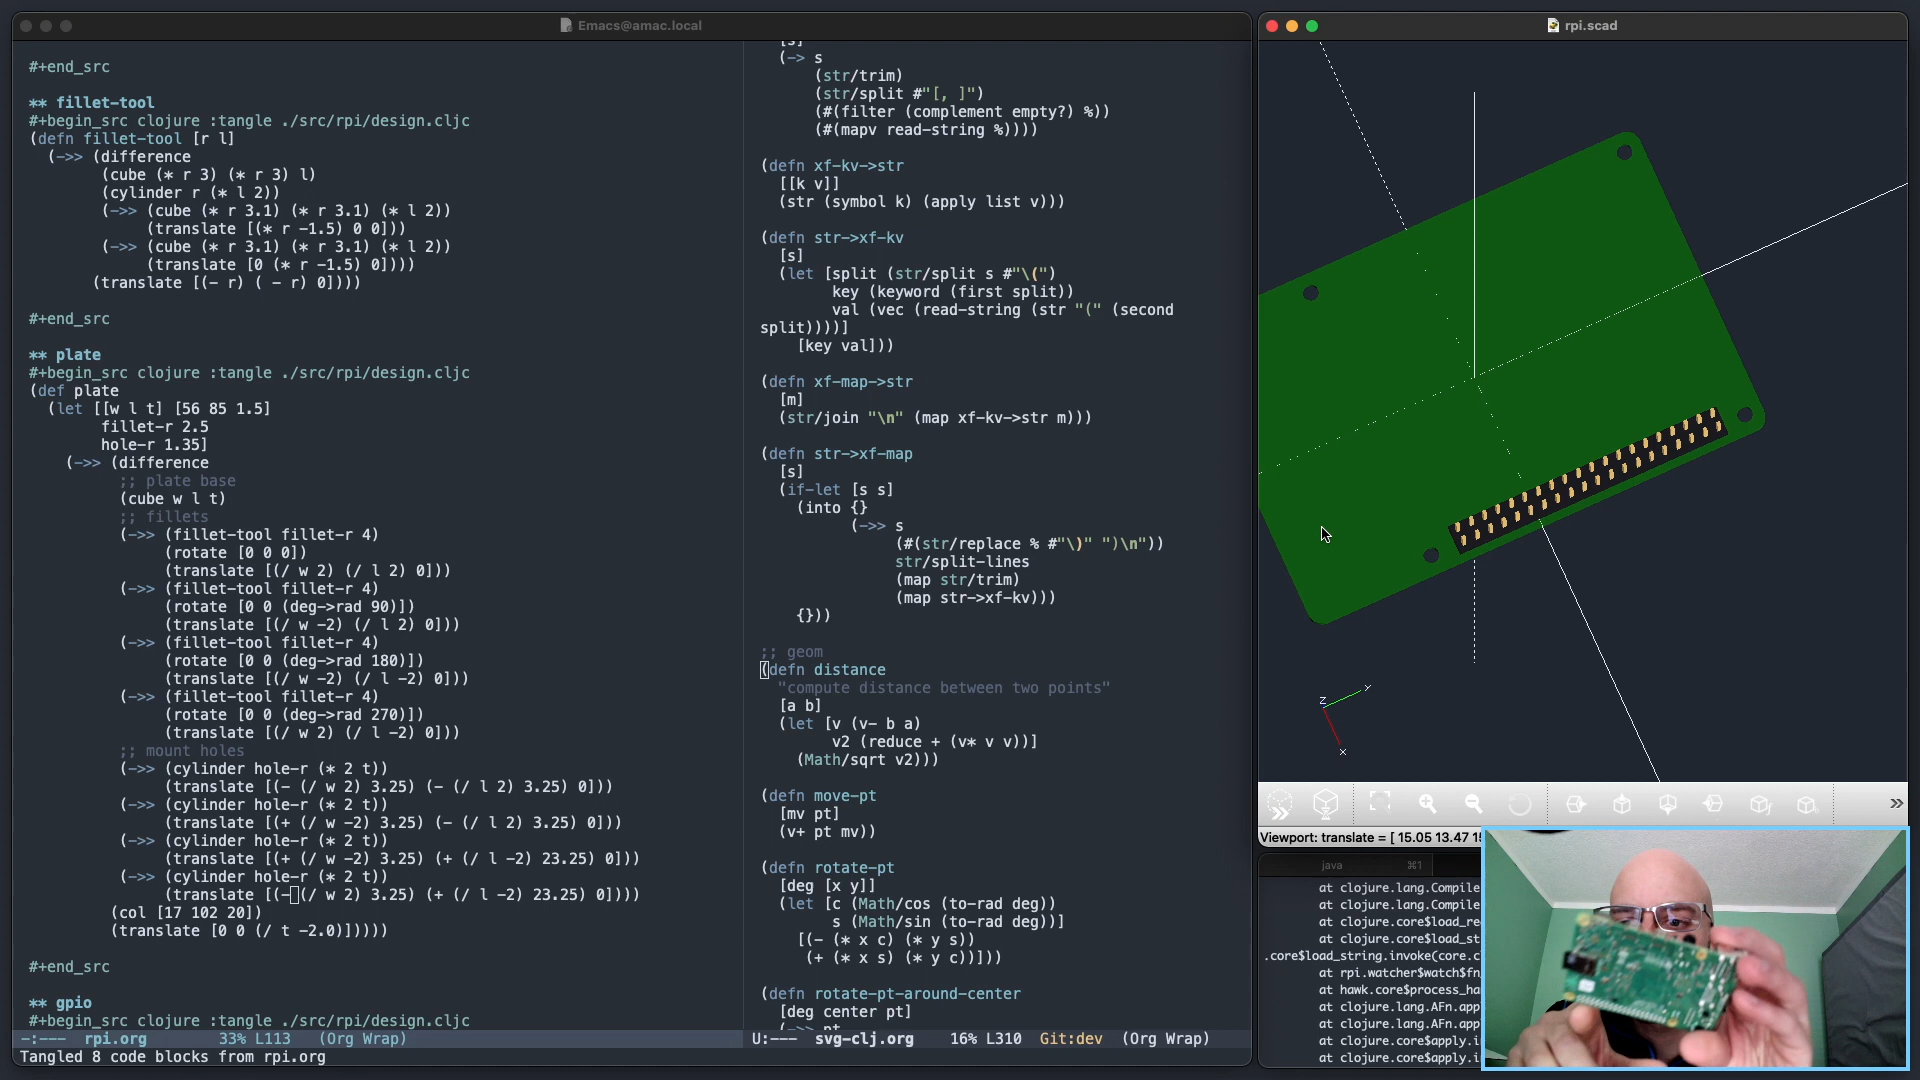 Emacs@amac.local
#+end_src
** fillet-tool
#+begin_src clojure :tangle ./src/rpi/design.cljc
(defn fillet-tool [r l]
  (->> (difference
        (cube (* r 3) (* r 3) l)
        (cylinder r (* l 2))
        (->> (cube (* r 3.1) (* r 3.1) (* l 2))
             (translate [(* r -1.5) 0 0]))
        (->> (cube (* r 3.1) (* r 3.1) (* l 2))
             (translate [0 (* r -1.5) 0])))
       (translate [(- r) ( - r) 0])))
#+end_src
** plate
#+begin_src clojure :tangle ./src/rpi/design.cljc
(def plate
  (let [[w l t] [56 85 1.5]
        fillet-r 2.5
        hole-r 1.35]
    (->> (difference
          ;; plate base
          (cube w l t)
          ;; fillets
          (->> (fillet-tool fillet-r 4)
               (rotate [0 0 0])
               (translate [(/ w 2) (/ l 2) 0]))
          (->> (fillet-tool fillet-r 4)
               (rotate [0 0 (deg->rad 90)])
               (translate [(/ w -2) (/ l 2) 0]))
          (->> (fillet-tool fillet-r 4)
               (rotate [0 0 (deg->rad 180)])
               (translate [(/ w -2) (/ l -2) 0]))
          (->> (fillet-tool fillet-r 4)
               (rotate [0 0 (deg->rad 270)])
               (translate [(/ w 2) (/ l -2) 0]))
          ;; mount holes
          (->> (cylinder hole-r (* 2 t))
               (translate [(- (/ w 2) 3.25) (- (/ l 2) 3.25) 0]))
          (->> (cylinder hole-r (* 2 t))
               (translate [(+ (/ w -2) 3.25) (- (/ l 2) 3.25) 0]))
          (->> (cylinder hole-r (* 2 t))
               (translate [(+ (/ w -2) 3.25) (+ (/ l -2) 23.25) 0]))
          (->> (cylinder hole-r (* 2 t))
               (translate [(- (/ w 2) 3.25) (+ (/ l -2) 23.25) 0])))
         (col [17 102 20])
         (translate [0 0 (/ t -2.0)]))))
#+end_src
** gpio
#+begin_src clojure :tangle ./src/rpi/design.cljc
-:--- rpi.org 33% L113 (Org Wrap)
Tangled 8 code blocks from rpi.org
[s]
(-> s
    (str/trim)
    (str/split #"[, ]")
    (#(filter (complement empty?) %))
    (#(mapv read-string %))))
(defn xf-kv->str
  [[k v]]
  (str (symbol k) (apply list v)))
(defn str->xf-kv
  [s]
  (let [split (str/split s #"\(")
        key (keyword (first split))
        val (vec (read-string (str "(" (second
split))))]
    [key val]))
(defn xf-map->str
  [m]
  (str/join "\n" (map xf-kv->str m)))
(defn str->xf-map
  [s]
  (if-let [s s]
    (into {}
          (->> s
               (#(str/replace % #"\)" ")\n"))
               str/split-lines
               (map str/trim)
               (map str->xf-kv)))
    {}))
;; geom
(defn distance
  "compute distance between two points"
  [a b]
  (let [v (v- b a)
        v2 (reduce + (v* v v))]
    (Math/sqrt v2)))
(defn move-pt
  [mv pt]
  (v+ pt mv))
(defn rotate-pt
  [deg [x y]]
  (let [c (Math/cos (to-rad deg))
        s (Math/sin (to-rad deg))]
    [(- (* x c) (* y s))
     (+ (* x s) (* y c))]))
(defn rotate-pt-around-center
  [deg center pt]
  (->> pt
U:--- svg-clj.org 16% L310 Git:dev (Org Wrap)
rpi.scad
Z
Y
X
»
Viewport: translate = [ 15.05 13.47
java ⌘1
at clojure.lang.Compile
at clojure.lang.Compile
at clojure.core$load_re
at clojure.core$load_st
.core$load_string.invoke(core.c
at rpi.watcher$watch$fn
at hawk.core$process_ha
at clojure.lang.AFn.app
at clojure.lang.AFn.app
at clojure.core$apply.i
at clojure.core$apply.i